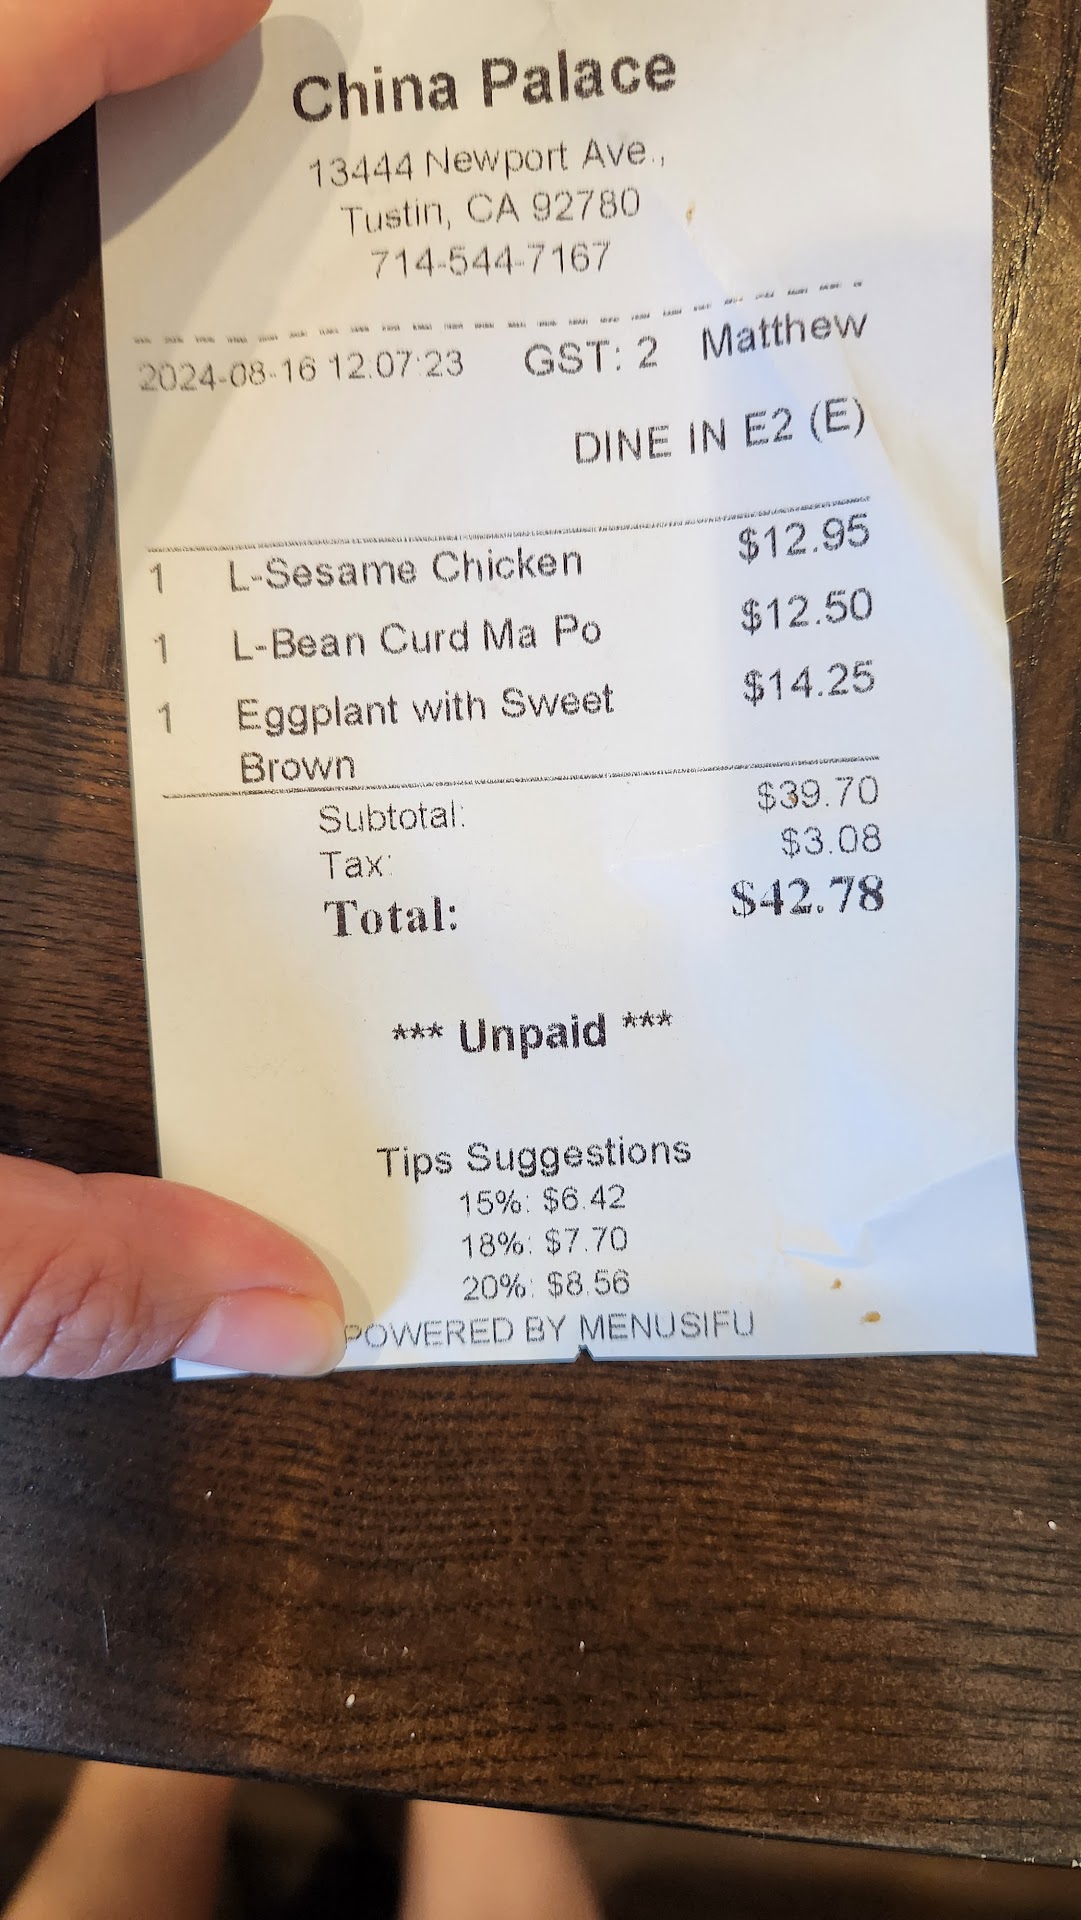 China Palace
13444 Newport Ave.,
Tustin, CA 92780
714-544-7167
2024-08-16 12:07:23 GST: 2 Matthew
DINE IN E2 (E)
1 L-Sesame Chicken $12.95
1 L-Bean Curd Ma Po $12.50
1 Eggplant with Sweet $14.25
Brown
Subtotal: $39.70
Tax: $3.08
Total: $42.78
*** Unpaid ***
Tips Suggestions
15%: $6.42
18%: $7.70
20%: $8.56
POWERED BY MENUSIFU